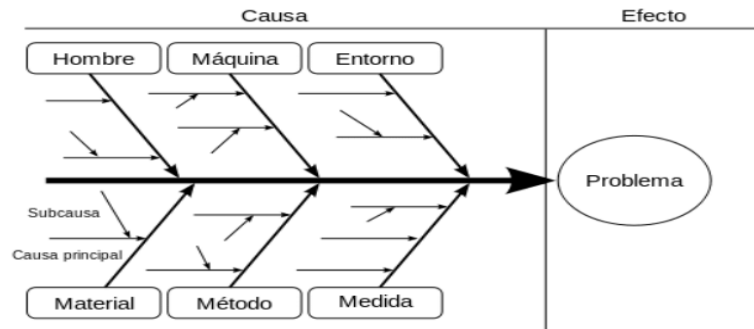 Causa
Efecto
Hombre
Máquina
Entorno
Problema
Subcausa
Causa principal
Material
Método
Medida